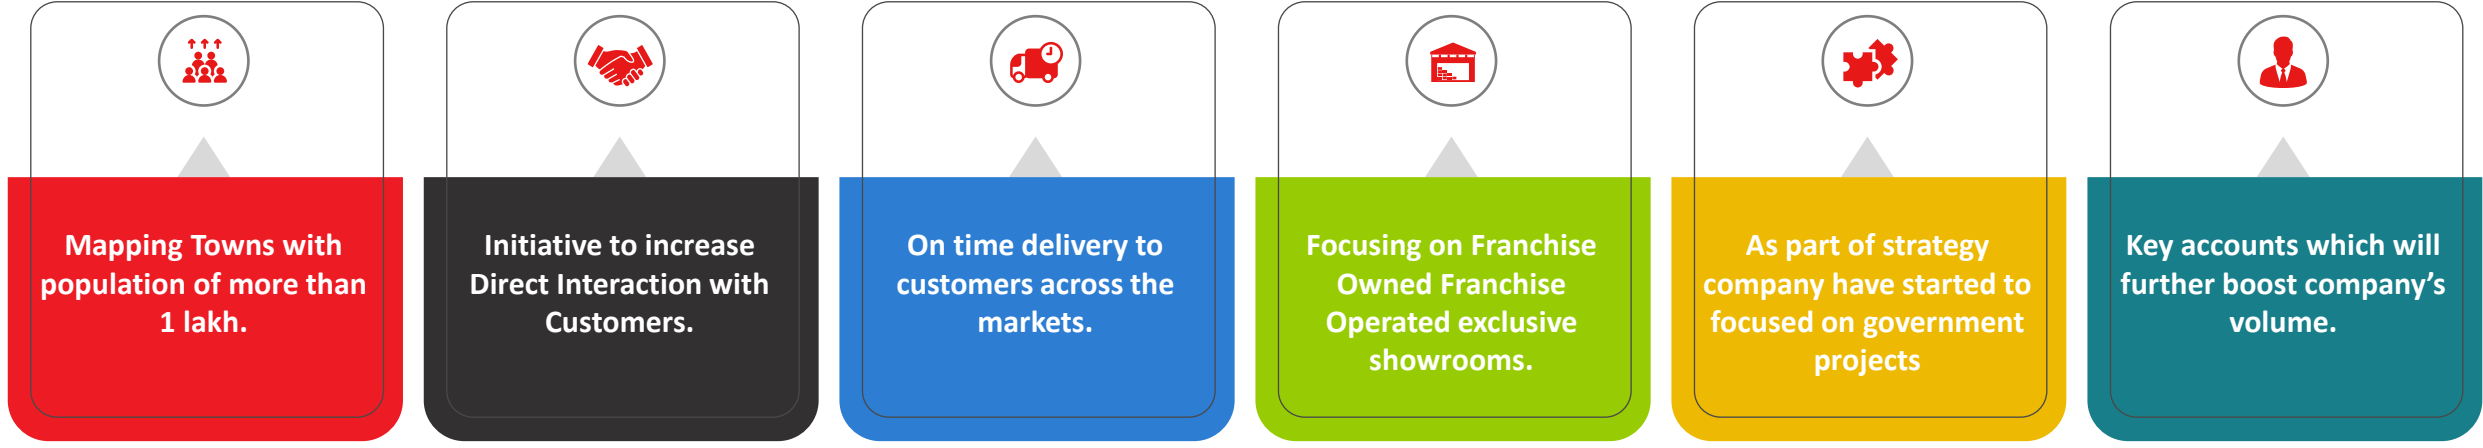 Mapping Towns with
population of more than
1 lakh.
Initiative to increase
Direct Interaction with
Customers.
On time delivery to
customers across the
markets.
Focusing on Franchise
Owned Franchise
Operated exclusive
showrooms.
As part of strategy
company have started to
focused on government
projects
Key accounts which will
further boost company’s
volume.